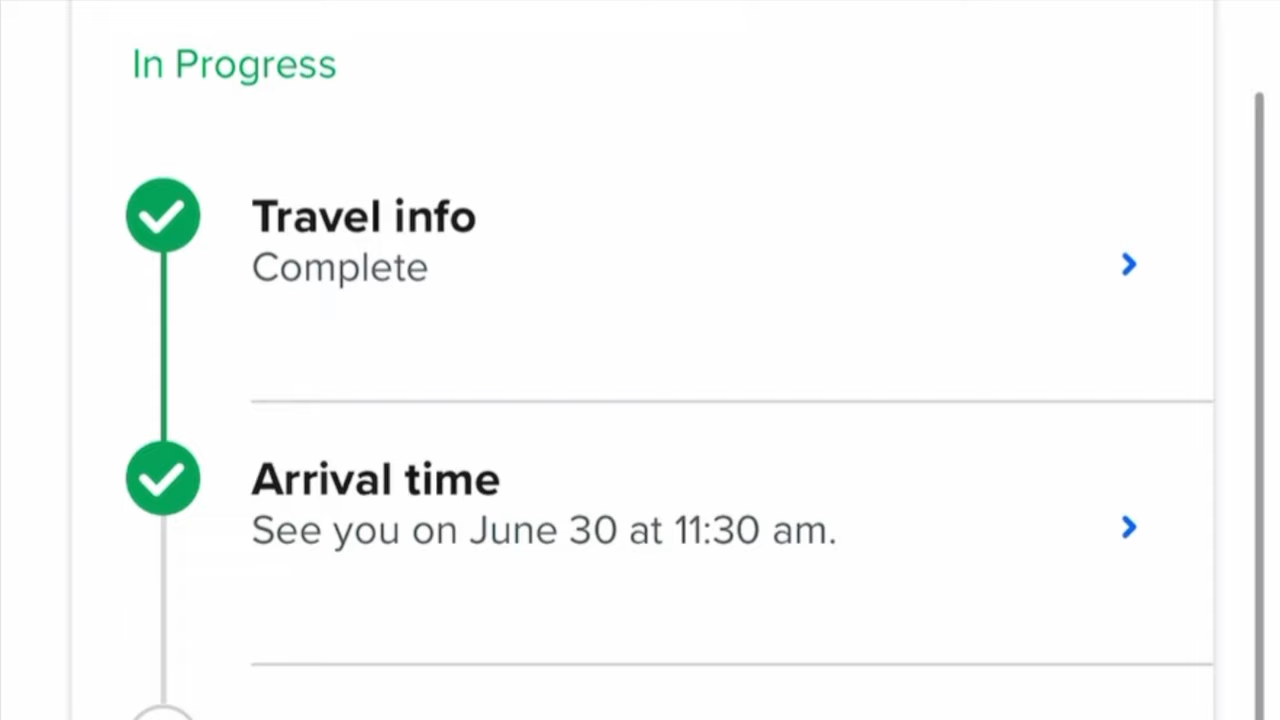 In Progress
Travel info
Complete
Arrival time
See you on June 30 at 11:30 am.